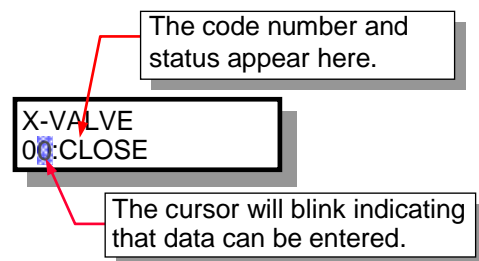 The code number and
status appear here.
X-VALVE
00:CLOSE
The cursor will blink indicating
that data can be entered.